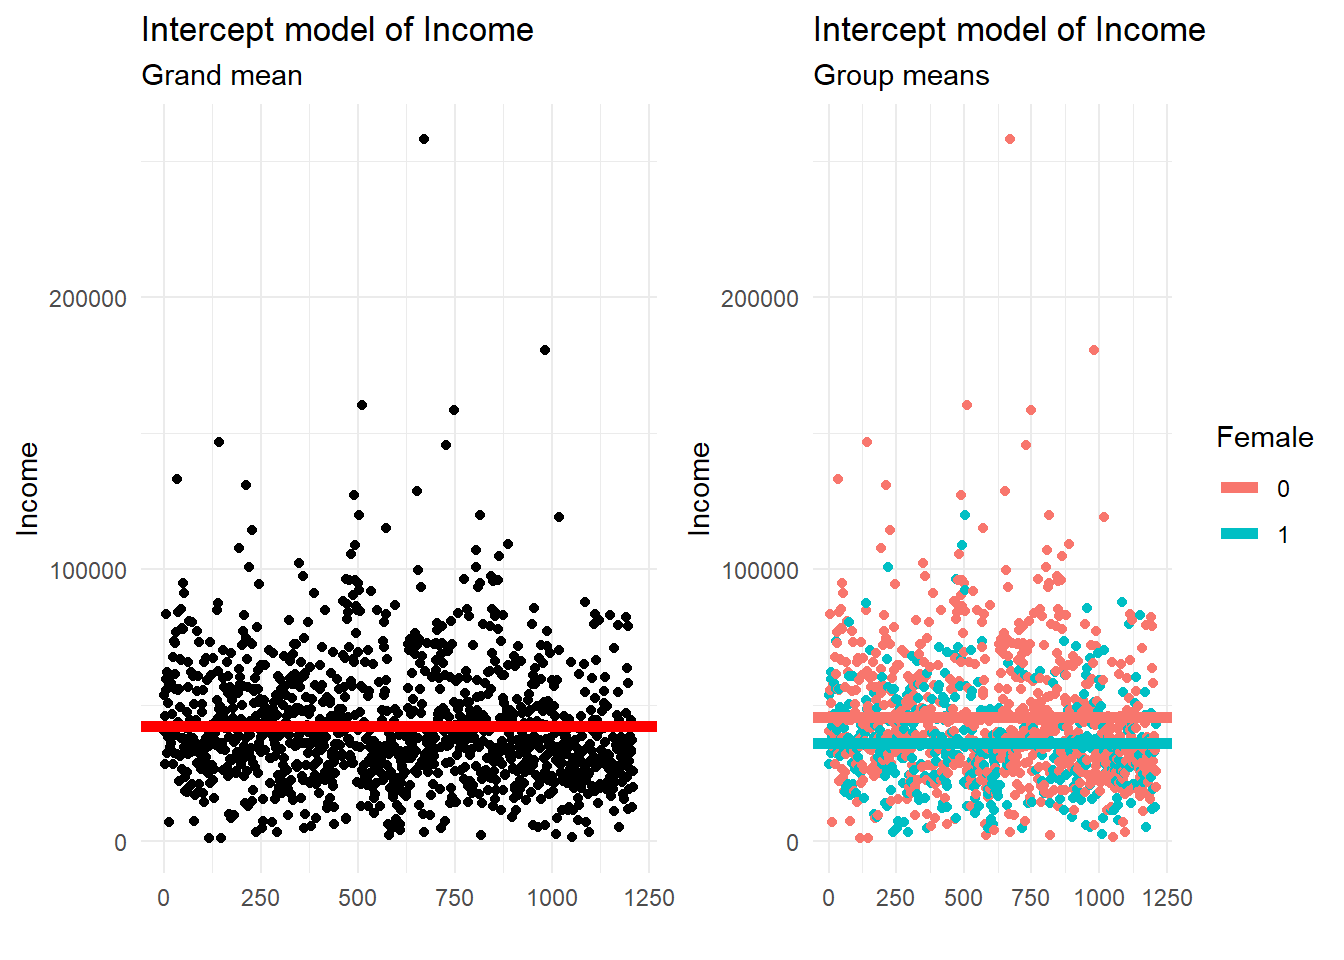 Intercept model of Income
Grand mean
Income
200000
100000
0
0 250 500 750 1000 1250
Intercept model of Income
Group means
Income
200000
100000
0
0 250 500 750 1000 1250
Female
0
1